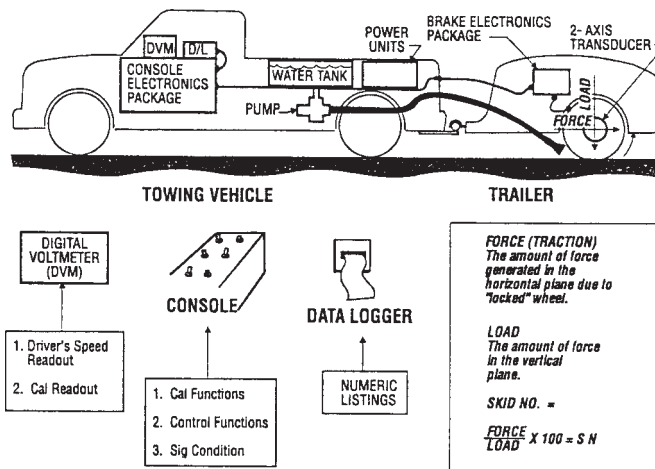 BRAKE ELECTRONICS
PACKAGE
2- AXIS
TRANSDUCER
POWER
UNITS
DVM
D/L
CONSOLE
ELECTRONICS
PACKAGE
WATER TANK
PUMP
LOAD
FORCE
TOWING VEHICLE
TRAILER
DIGITAL
VOLTMETER
(DVM)
1. Driver's Speed
Readout
2. Cal Readout
CONSOLE
1. Cal Functions
2. Control Functions
3. Sig Condition
DATA LOGGER
NUMERIC
LISTINGS
FORCE (TRACTION)
The amount of force
generated in the
horizontal plane due to
"locked" wheel.
LOAD
The amount of force
in the vertical
plane.
SKID NO. =
FORCE
LOAD X 100 = S N